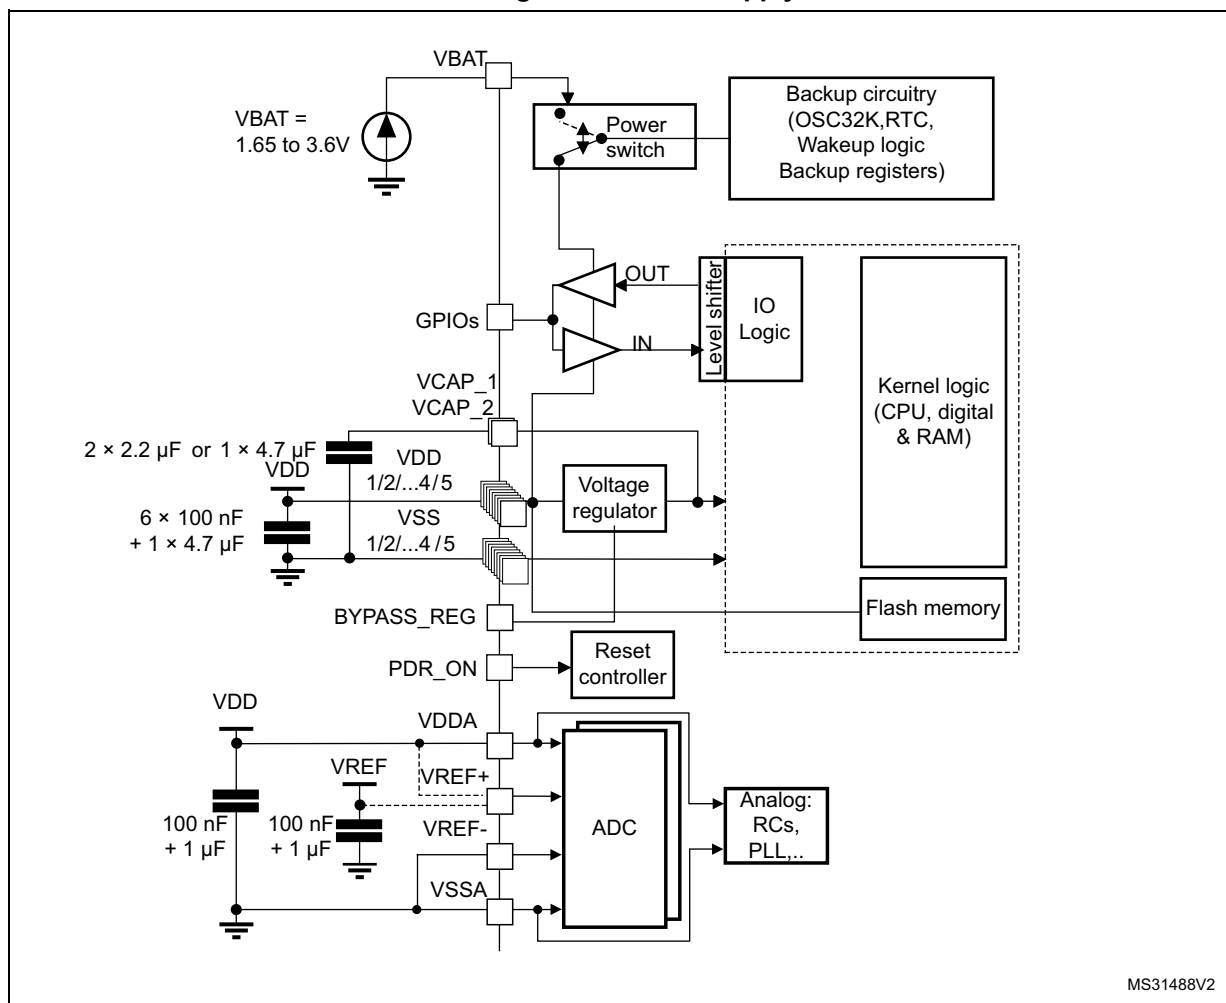 VBAT
VBAT =
1.65 to 3.6V
Power
switch
Backup circuitry
(OSC32K,RTC,
Wakeup logic
Backup registers)
OUT
GPIOs
IN
Level shifter
IO
Logic
Kernel logic
(CPU, digital
& RAM)
VCAP_1
VCAP_2
2 × 2.2 μF or 1 × 4.7 μF
VDD
VDD
1/2/...4/5
Voltage
regulator
6 × 100 nF
+ 1 × 4.7 μF
VSS
1/2/...4/5
Flash memory
BYPASS_REG
PDR_ON
Reset
controller
VDD
VDDA
VREF
VREF+
100 nF
+ 1 μF
100 nF
+ 1 μF
VREF-
ADC
Analog:
RCs,
PLL,..
VSSA
MS31488V2